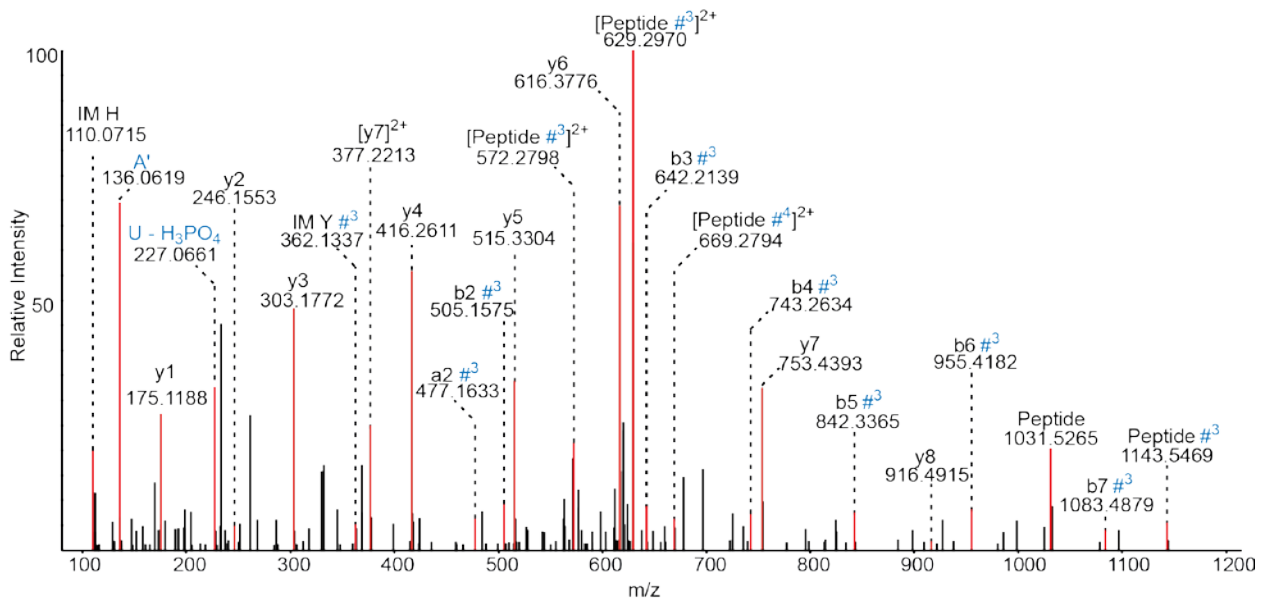 [Peptide #3]2+
629.2970
100
y6
616.3776
IM H
110.0715
[y7]2+
377.2213
[Peptide #3]2+
572.2798
b3 #3
642.2139
A'
136.0619
y2
246.1553
U - H3PO4
227.0661
IM Y #3
362.1337
y4
416.2611
y5
515.3304
[Peptide #4]2+
669.2794
y3
303.1772
b2 #3
505.1575
b4 #3
743.2634
50
Relative Intensity
y1
175.1188
a2 #3
477.1633
y7
753.4393
b6 #3
955.4182
b5 #3
842.3365
Peptide
1031.5265
Peptide #3
1143.5469
y8
916.4915
b7 #3
1083.4879
100 200 300 400 500 600 700 800 900 1000 1100 1200
m/z